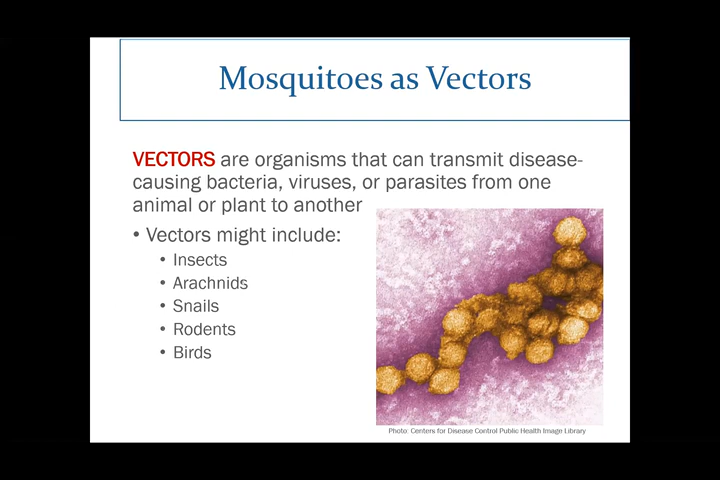 Mosquitoes as Vectors
VECTORS are organisms that can transmit disease-
causing bacteria, viruses, or parasites from one
animal or plant to another
• Vectors might include:
• Insects
• Arachnids
• Snails
• Rodents
• Birds
Photo: Centers for Disease Control Public Health Image Library